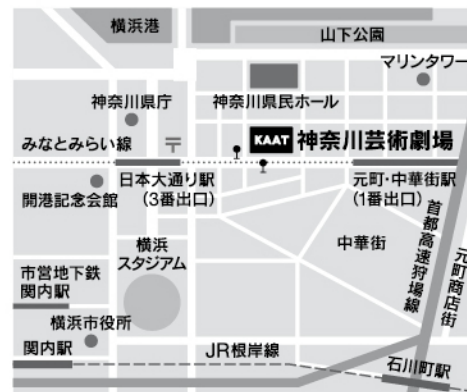 横浜港
山下公園
マリンタワー
神奈川県庁
神奈川県民ホール
みなとみらい線
〒
KAAT 神奈川芸術劇場
日本大通り駅
(3番出口)
元町・中華街駅
(1番出口)
開港記念会館
横浜
スタジアム
中華街
首都高速狩場線
元町商店街
市営地下鉄
関内駅
横浜市役所
関内駅
JR根岸線
石川町駅